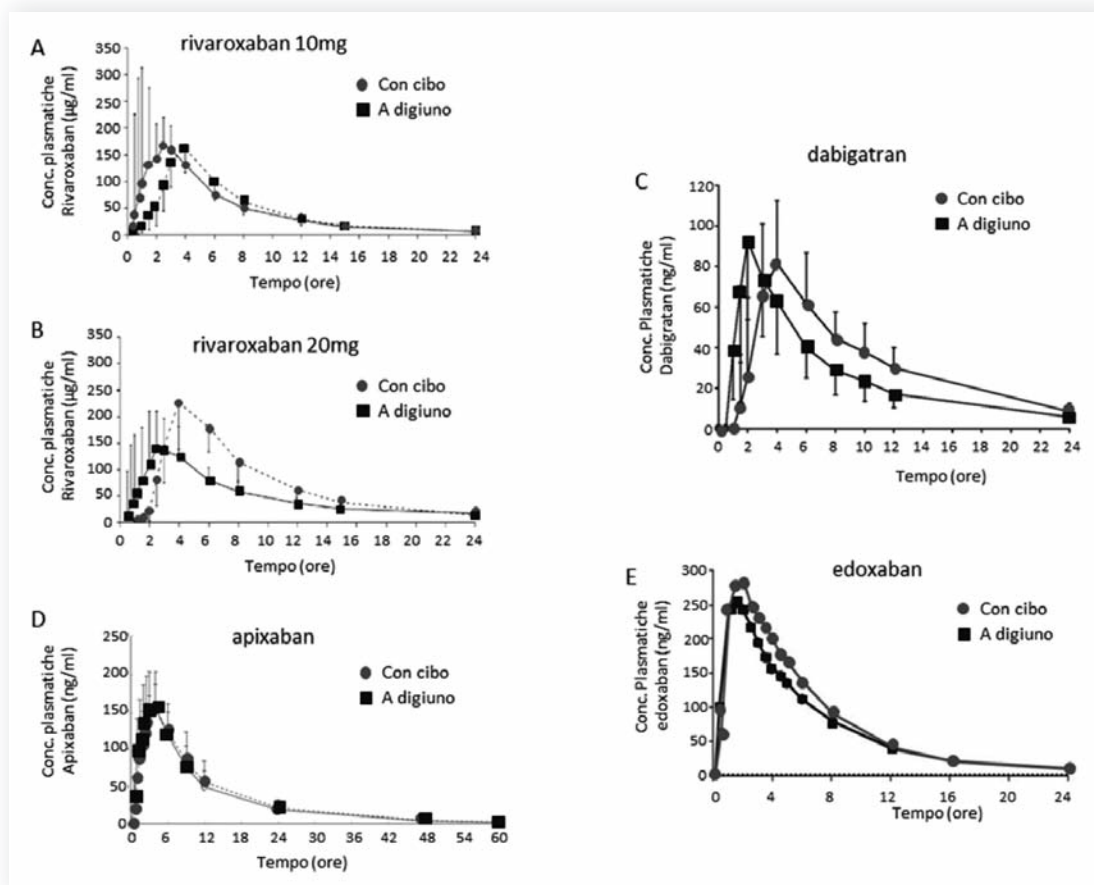 A
rivaroxaban 10mg
Conc. plasmatiche
Rivaroxaban (µg/ml)
350
300
250
200
150
100
50
0
Con cibo
A digiuno
0 2 4 6 8 10 12 14 16 18 20 22 24
Tempo (ore)
B
rivaroxaban 20mg
Conc. plasmatiche
Rivaroxaban (µg/ml)
350
300
250
200
150
100
50
0
Con cibo
A digiuno
0 2 4 6 8 10 12 14 16 18 20 22 24
Tempo (ore)
D
apixaban
Conc. plasmatiche
Apixaban (ng/ml)
250
200
150
100
50
0
Con cibo
A digiuno
0 6 12 18 24 30 36 42 48 54 60
Tempo (ore)
C
dabigatran
Conc. Plasmatiche
Dabigratan (ng/ml)
120
100
80
60
40
20
0
Con cibo
A digiuno
0 2 4 6 8 10 12 14 16 18 20 22 24
Tempo (ore)
E
edoxaban
Conc. Plasmatiche
edoxaban (ng/ml)
300
250
200
150
100
50
0
Con cibo
A digiuno
0 4 8 12 16 20 24
Tempo (ore)